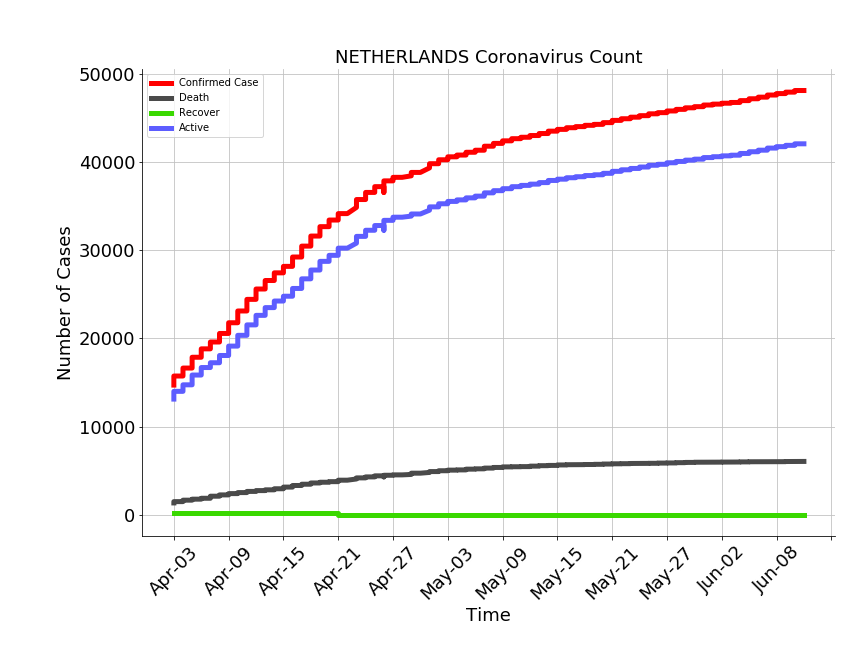 NETHERLANDS Coronavirus Count
50000
40000
30000
20000
10000
0
Number of Cases
Confirmed Case
Death
Recover
Active
Apr-03
Apr-09
Apr-15
Apr-21
Apr-27
May-03
May-09
May-15
May-21
May-27
Jun-02
Jun-08
Time